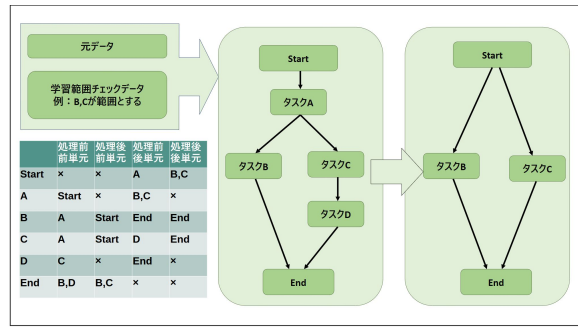 元データ
学習範囲チェックデータ
例：B,Cが範囲とする
処理前 処理後 処理前 処理後
前単元 前単元 後単元 後単元
Start × × A B,C
A Start × B,C ×
B A Start End End
C A Start D End
D C × End ×
End B,D B,C × ×
Start
タスクA
タスクB
タスクC
タスクD
End
Start
タスクB
タスクC
End